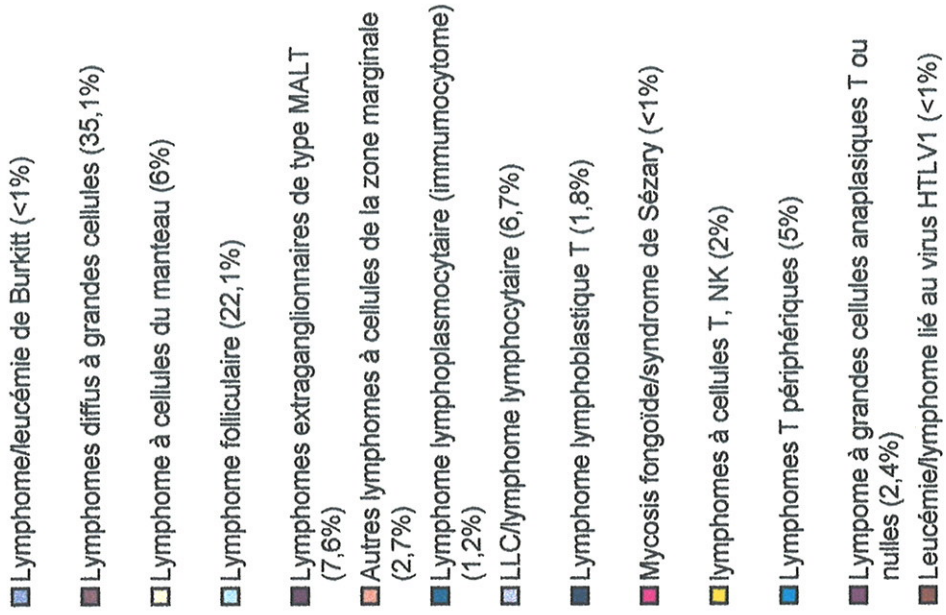 Lymphome/leucémie de Burkitt (<1%)
Lymphomes diffus à grandes cellules (35,1%)
Lymphome à cellules du manteau (6%)
Lymphome folliculaire (22,1%)
Lymphomes extraganglionnaires de type MALT
(7,6%)
Autres lymphomes à cellules de la zone marginale
(2,7%)
Lymphome lymphoplasmocytaire (immumocytome)
(1,2%)
LLC/lymphome lymphocytaire (6,7%)
Lymphome lymphoblastique T (1,8%)
Mycosis fongoïde/syndrome de Sézary (<1%)
lymphomes à cellules T, NK (2%)
Lymphomes T périphériques (5%)
Lympome à grandes cellules anaplasiques T ou
nulles (2,4%)
Leucémie/lymphome lié au virus HTLV1 (<1%)